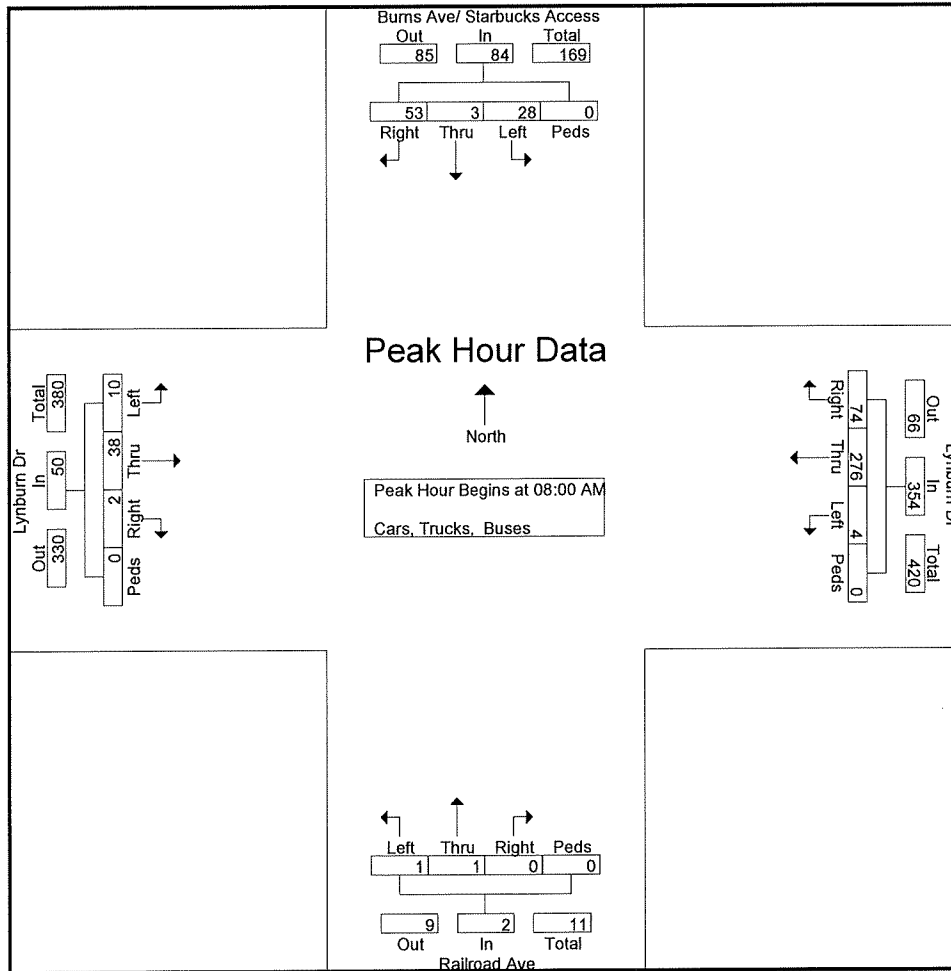 Burns Ave/ Starbucks Access
Out In Total
85 84 169
53 3 28 0
Right Thru Left Peds
Peak Hour Data
North
Peak Hour Begins at 08:00 AM
Cars, Trucks, Buses
Lynburn Dr
Out In Total
330 50 380
10 38 2 0
Left Thru Right Peds
Lynburn Dr
Out In Total
66 354 420
74 276 4 0
Right Thru Left Peds
Left Thru Right Peds
1 1 0 0
9 2 11
Out In Total
Railroad Ave